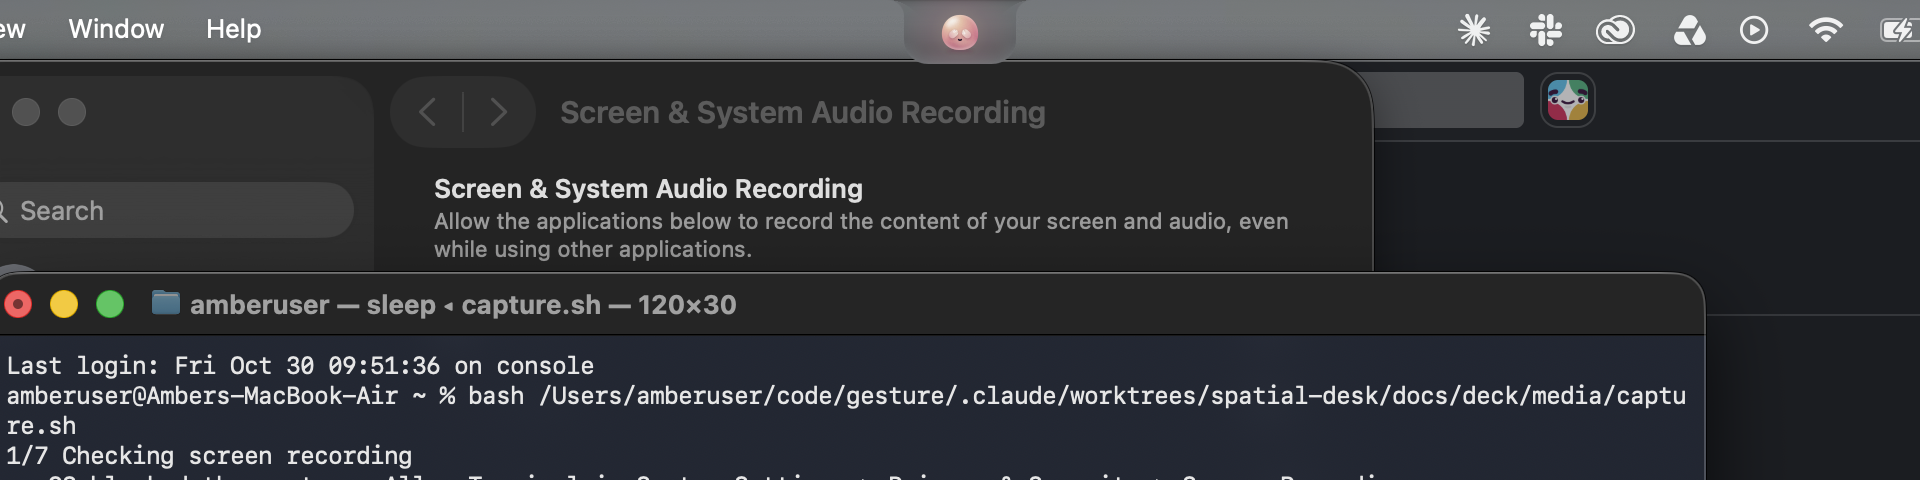 ew Window Help
Screen & System Audio Recording
Search
Screen & System Audio Recording
Allow the applications below to record the content of your screen and audio, even
while using other applications.
amberuser — sleep ◂ capture.sh — 120×30
Last login: Fri Oct 30 09:51:36 on console
amberuser@Ambers-MacBook-Air ~ % bash /Users/amberuser/code/gesture/.claude/worktrees/spatial-desk/docs/deck/media/captu
re.sh
1/7 Checking screen recording